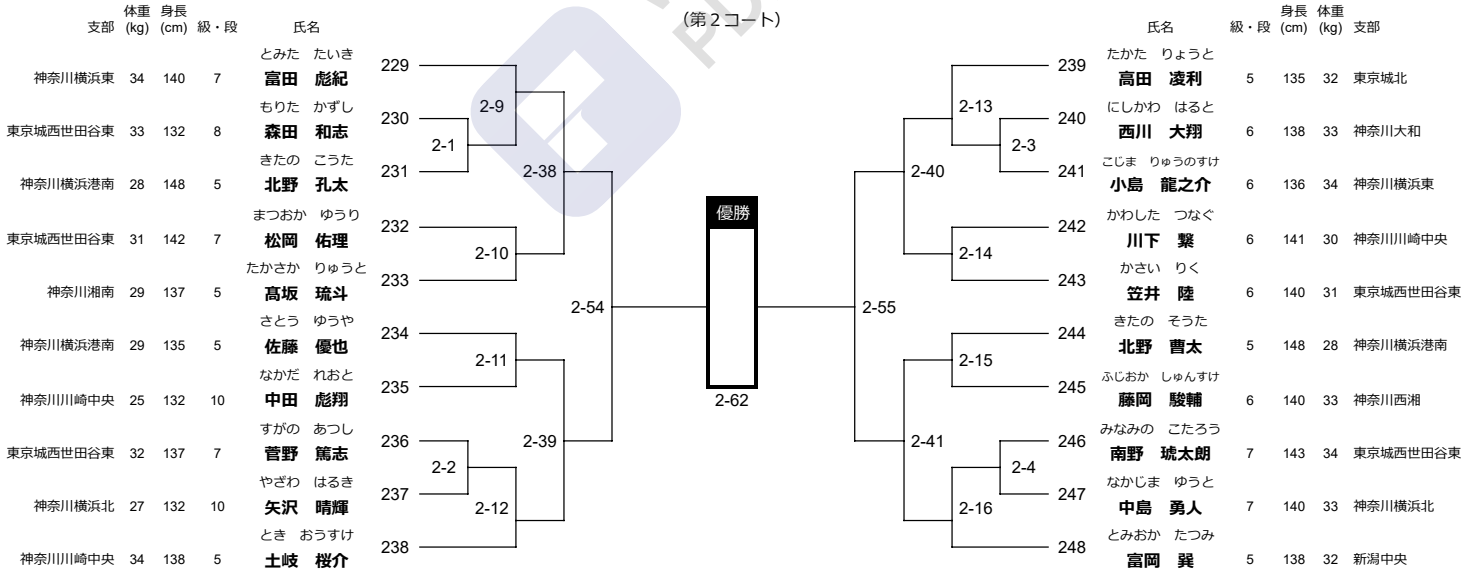 (第２コート)
支部 体重(kg) 身長(cm) 級・段 氏名
とみた たいき
神奈川横浜東 34 140 7 富田 彪紀 229
もりた かずし
東京城西世田谷東 33 132 8 森田 和志 230
きたの こうた
神奈川横浜港南 28 148 5 北野 孔太 231
まつおか ゆうり
東京城西世田谷東 31 142 7 松岡 佑理 232
たかさか りゅうと
神奈川湘南 29 137 5 髙坂 琉斗 233
さとう ゆうや
神奈川横浜港南 29 135 5 佐藤 優也 234
なかだ れおと
神奈川川崎中央 25 132 10 中田 彪翔 235
すがの あつし
東京城西世田谷東 32 137 7 菅野 篤志 236
やざわ はるき
神奈川横浜北 27 132 10 矢沢 晴輝 237
とき おうすけ
神奈川川崎中央 34 138 5 土岐 桜介 238
2-9
2-1
2-38
2-10
2-54
2-11
2-39
2-2
2-12
優勝
2-62
2-13
2-3
2-40
2-14
2-55
2-15
2-41
2-4
2-16
氏名 級・段 身長(cm) 体重(kg) 支部
たかた りょうと
239 高田 凌利 5 135 32 東京城北
にしかわ はると
240 西川 大翔 6 138 33 神奈川大和
こじま りゅうのすけ
241 小島 龍之介 6 136 34 神奈川横浜東
かわした つなぐ
242 川下 繋 6 141 30 神奈川川崎中央
かさい りく
243 笠井 陸 6 140 31 東京城西世田谷東
きたの そうた
244 北野 曹太 5 148 28 神奈川横浜港南
ふじおか しゅんすけ
245 藤岡 駿輔 6 140 33 神奈川西湘
みなみの こたろう
246 南野 琥太朗 7 143 34 東京城西世田谷東
なかじま ゆうと
247 中島 勇人 7 140 33 神奈川横浜北
とみおか たつみ
248 富岡 巽 5 138 32 新潟中央